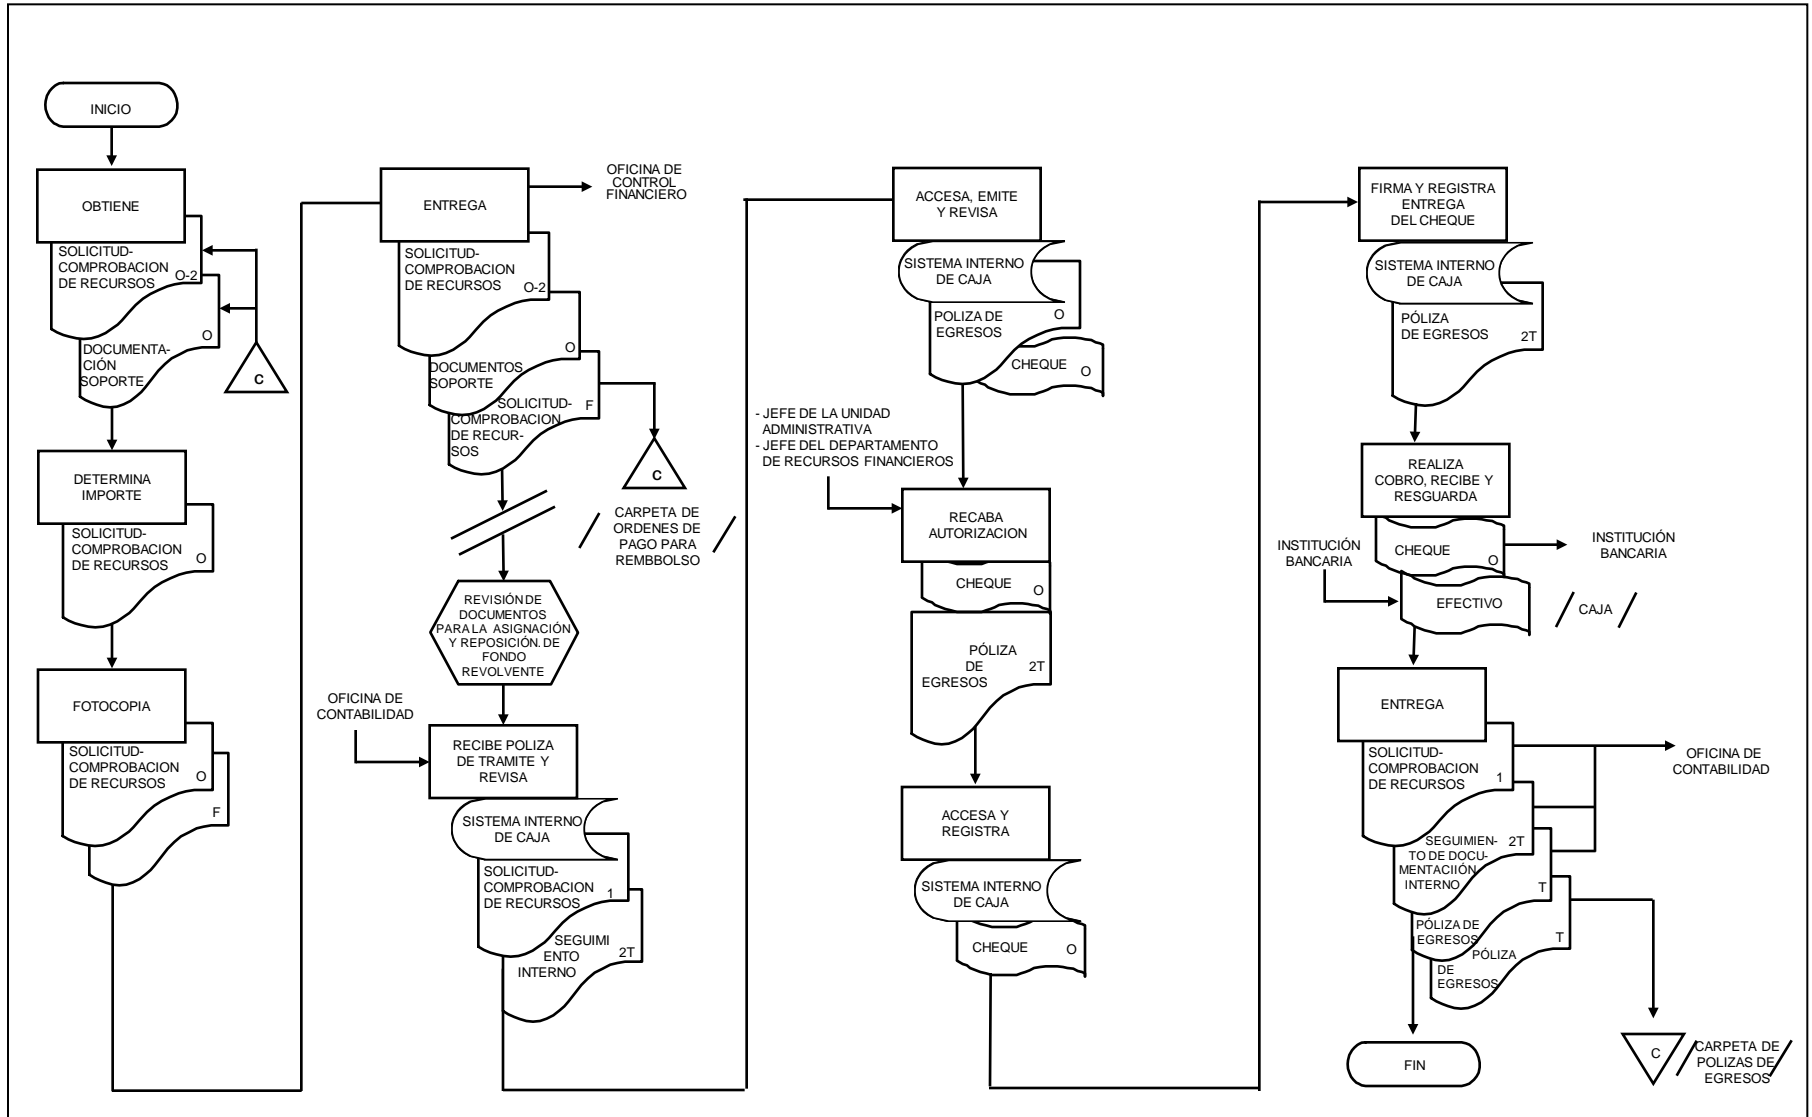 INICIO
OBTIENE
SOLICITUD-
COMPROBACION
DE RECURSOS
O-2
O
DOCUMENTA-
CIÓN
SOPORTE
C
DETERMINA
IMPORTE
SOLICITUD-
COMPROBACION
DE RECURSOS
O
FOTOCOPIA
SOLICITUD-
COMPROBACION
DE RECURSOS
O
F
ENTREGA
OFICINA DE
CONTROL
FINANCIERO
SOLICITUD-
COMPROBACION
DE RECURSOS
O-2
O
DOCUMENTOS
SOPORTE
SOLICITUD-
COMPROBACION
DE RECUR-
SOS
F
C
CARPETA DE
ORDENES DE
PAGO PARA
REMBBOLSO
REVISIÓN DE
DOCUMENTOS
PARA LA ASIGNACIÓN
Y REPOSICIÓN. DE
FONDO
REVOLVENTE
OFICINA DE
CONTABILIDAD
RECIBE POLIZA
DE TRAMITE Y
REVISA
SISTEMA INTERNO
DE CAJA
SOLICITUD-
COMPROBACION
DE RECURSOS
1
SEGUIMI
ENTO
INTERNO
2T
ACCESA, EMITE
Y REVISA
SISTEMA INTERNO
DE CAJA
POLIZA DE
EGRESOS
O
CHEQUE
O
- JEFE DE LA UNIDAD
ADMINISTRATIVA
- JEFE DEL DEPARTAMENTO
DE RECURSOS FINANCIEROS
RECABA
AUTORIZACION
CHEQUE
O
PÓLIZA
DE
EGRESOS
2T
ACCESA Y
REGISTRA
SISTEMA INTERNO
DE CAJA
CHEQUE
O
FIRMA Y REGISTRA
ENTREGA
DEL CHEQUE
SISTEMA INTERNO
DE CAJA
PÓLIZA
DE EGRESOS
2T
REALIZA
COBRO, RECIBE Y
RESGUARDA
CHEQUE
O
INSTITUCIÓN
BANCARIA
INSTITUCIÓN
BANCARIA
EFECTIVO
CAJA
ENTREGA
SOLICITUD-
COMPROBACION
DE RECURSOS
1
OFICINA DE
CONTABILIDAD
SEGUIMIEN-
TO DE DOCU-
MENTACIIÓN
INTERNO
2T
T
PÓLIZA DE
EGRESOS
PÓLIZA
DE
EGRESOS
T
FIN
C
CARPETA DE
POLIZAS DE
EGRESOS